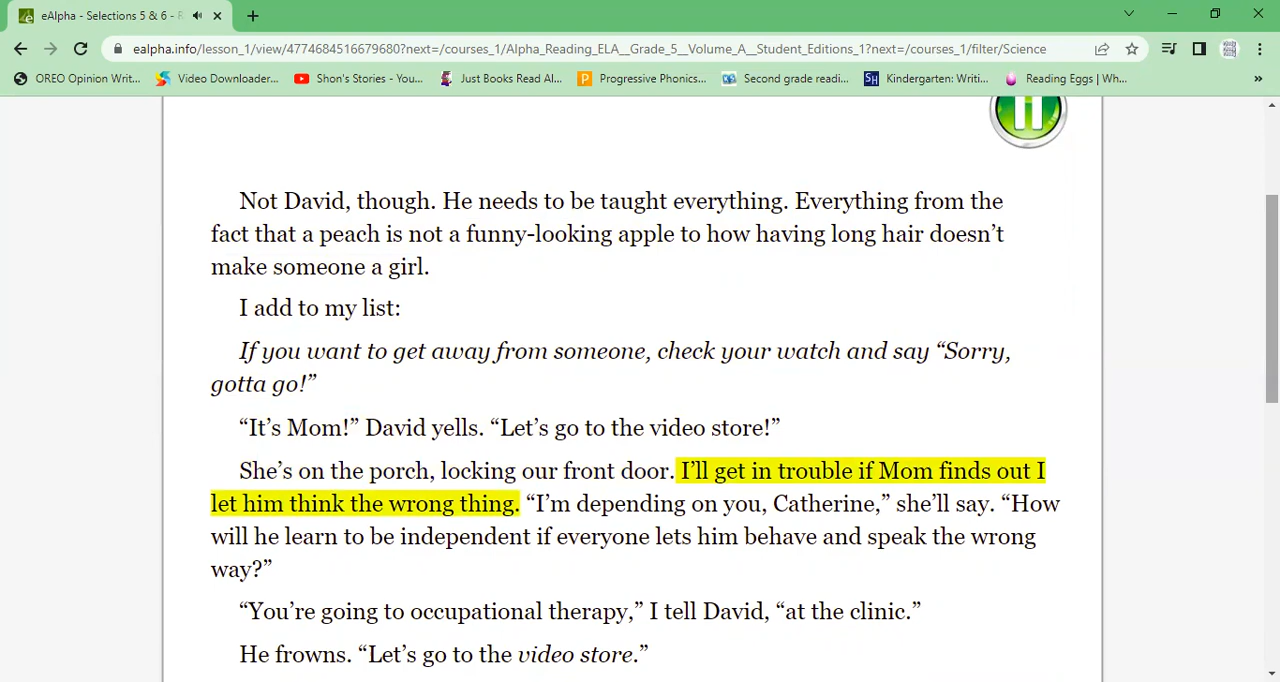 eAlpha - Selections 5 & 6 - R
ealpha.info/lesson_1/view/4774684516679680?next=/courses_1/Alpha_Reading_ELA__Grade_5__Volume_A__Student_Editions_1?next=/courses_1/filter/Science
OREO Opinion Writ... Video Downloader... Shon's Stories - You... Just Books Read Al... Progressive Phonics... Second grade readi... SH Kindergarten: Writi... Reading Eggs | Wh... »
Not David, though. He needs to be taught everything. Everything from the
fact that a peach is not a funny-looking apple to how having long hair doesn’t
make someone a girl.
I add to my list:
If you want to get away from someone, check your watch and say “Sorry,
gotta go!”
“It’s Mom!” David yells. “Let’s go to the video store!”
She’s on the porch, locking our front door. I’ll get in trouble if Mom finds out I
let him think the wrong thing. “I’m depending on you, Catherine,” she’ll say. “How
will he learn to be independent if everyone lets him behave and speak the wrong
way?”
“You’re going to occupational therapy,” I tell David, “at the clinic.”
He frowns. “Let’s go to the video store.”